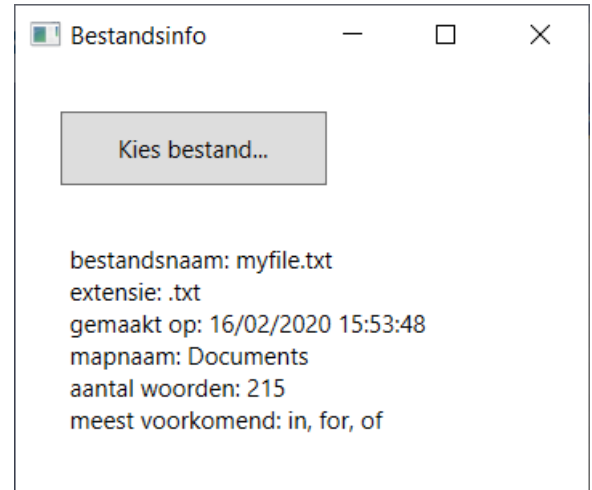 Bestandsinfo
Kies bestand...
bestandsnaam: myfile.txt
extensie: .txt
gemaakt op: 16/02/2020 15:53:48
mapnaam: Documents
aantal woorden: 215
meest voorkomend: in, for, of